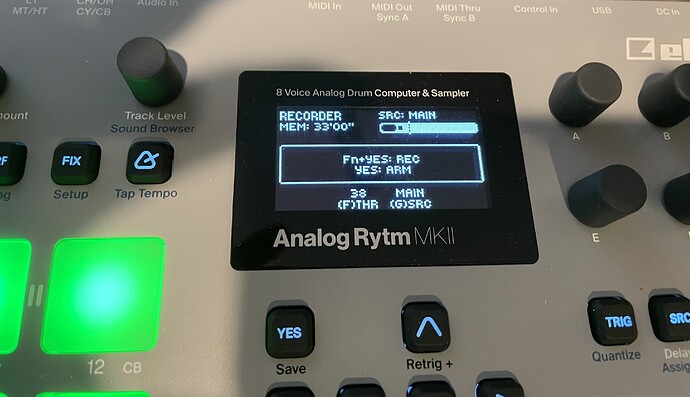 MT/HT
CH/OH
CY/CB
Audio In
MIDI In
MIDI Out
Sync A
MIDI Thru
Sync B
Control In
USB
DC In
Track Level
Sound Browser
8 Voice Analog Drum Computer & Sampler
RECORDER
MEM: 33'00"
SRC: MAIN
Fn+YES: REC
YES: ARM
38 MAIN
(F)THR (G)SRC
Analog Rytm MKII
A
E
FIX
Setup
Tap Tempo
12 CB
YES
Save
Retrig +
TRIG
Quantize
SRC